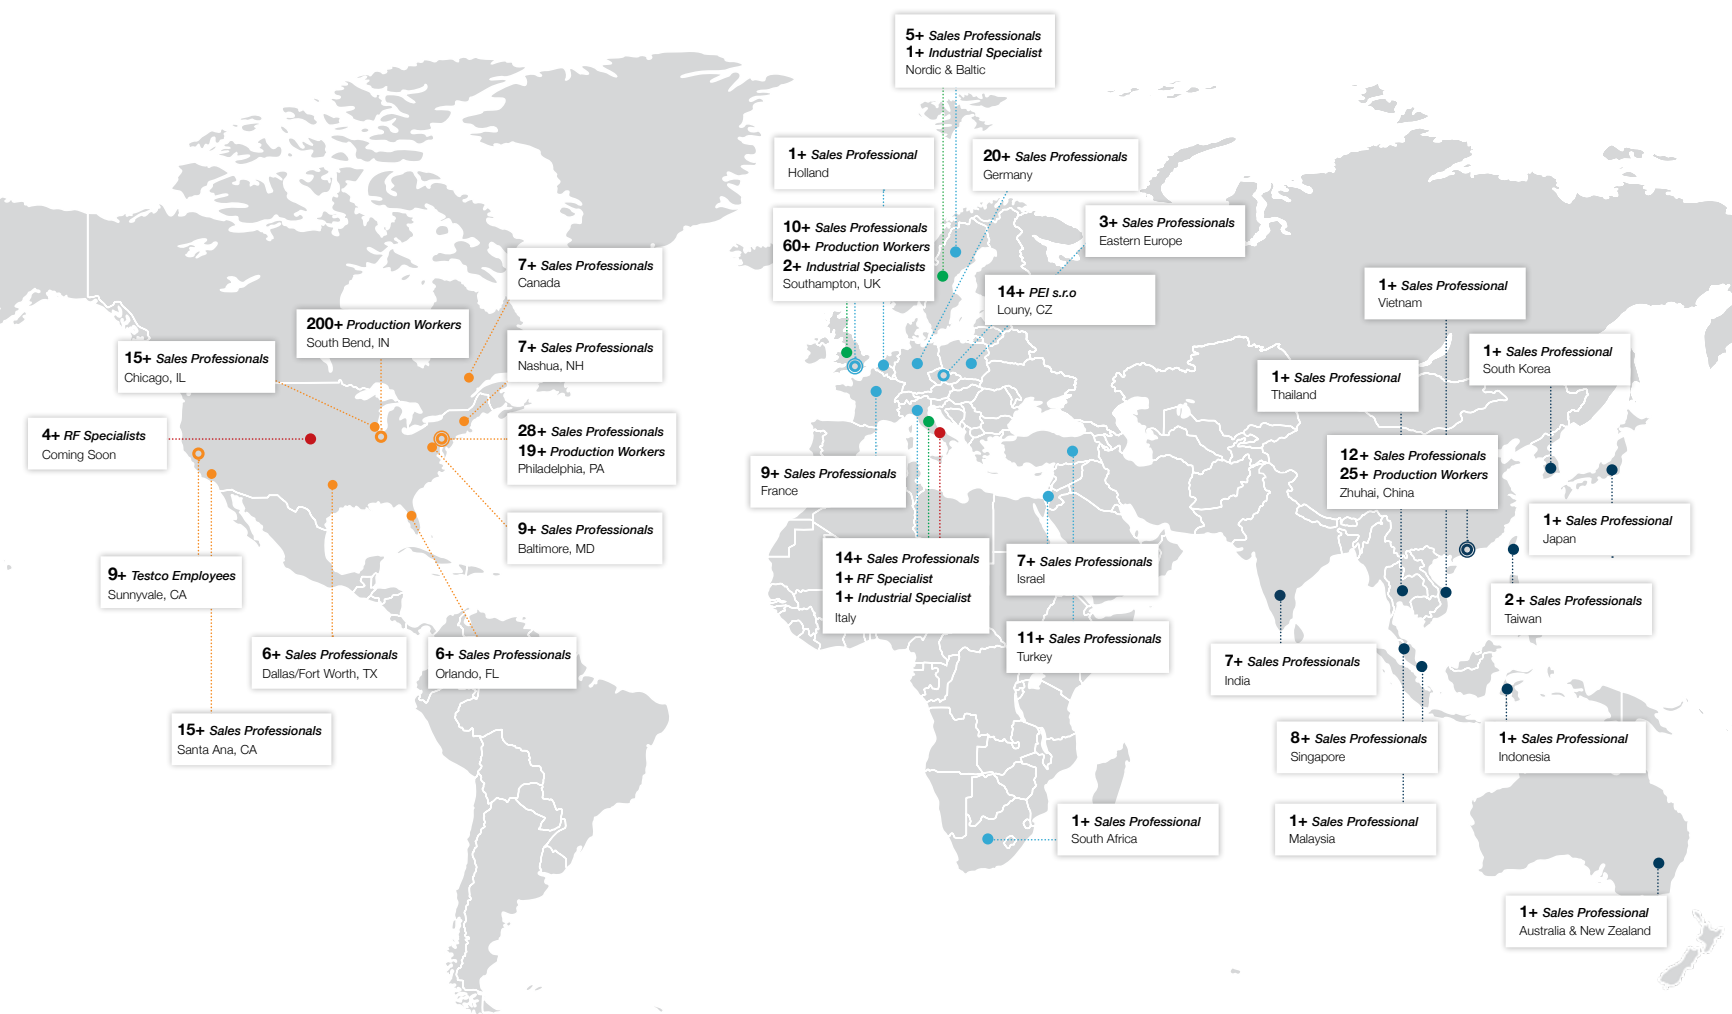 5+ Sales Professionals
1+ Industrial Specialist
Nordic & Baltic
1+ Sales Professional
Holland
20+ Sales Professionals
Germany
10+ Sales Professionals
60+ Production Workers
2+ Industrial Specialists
Southampton, UK
3+ Sales Professionals
Eastern Europe
14+ PEI s.r.o
Louny, CZ
7+ Sales Professionals
Canada
200+ Production Workers
South Bend, IN
15+ Sales Professionals
Chicago, IL
7+ Sales Professionals
Nashua, NH
4+ RF Specialists
Coming Soon
28+ Sales Professionals
19+ Production Workers
Philadelphia, PA
9+ Sales Professionals
Baltimore, MD
9+ Testco Employees
Sunnyvale, CA
6+ Sales Professionals
Dallas/Fort Worth, TX
6+ Sales Professionals
Orlando, FL
15+ Sales Professionals
Santa Ana, CA
9+ Sales Professionals
France
14+ Sales Professionals
1+ RF Specialist
1+ Industrial Specialist
Italy
7+ Sales Professionals
Israel
11+ Sales Professionals
Turkey
1+ Sales Professional
South Africa
1+ Sales Professional
Vietnam
1+ Sales Professional
South Korea
1+ Sales Professional
Thailand
12+ Sales Professionals
25+ Production Workers
Zhuhai, China
1+ Sales Professional
Japan
2+ Sales Professionals
Taiwan
7+ Sales Professionals
India
8+ Sales Professionals
Singapore
1+ Sales Professional
Indonesia
1+ Sales Professional
Malaysia
1+ Sales Professional
Australia & New Zealand